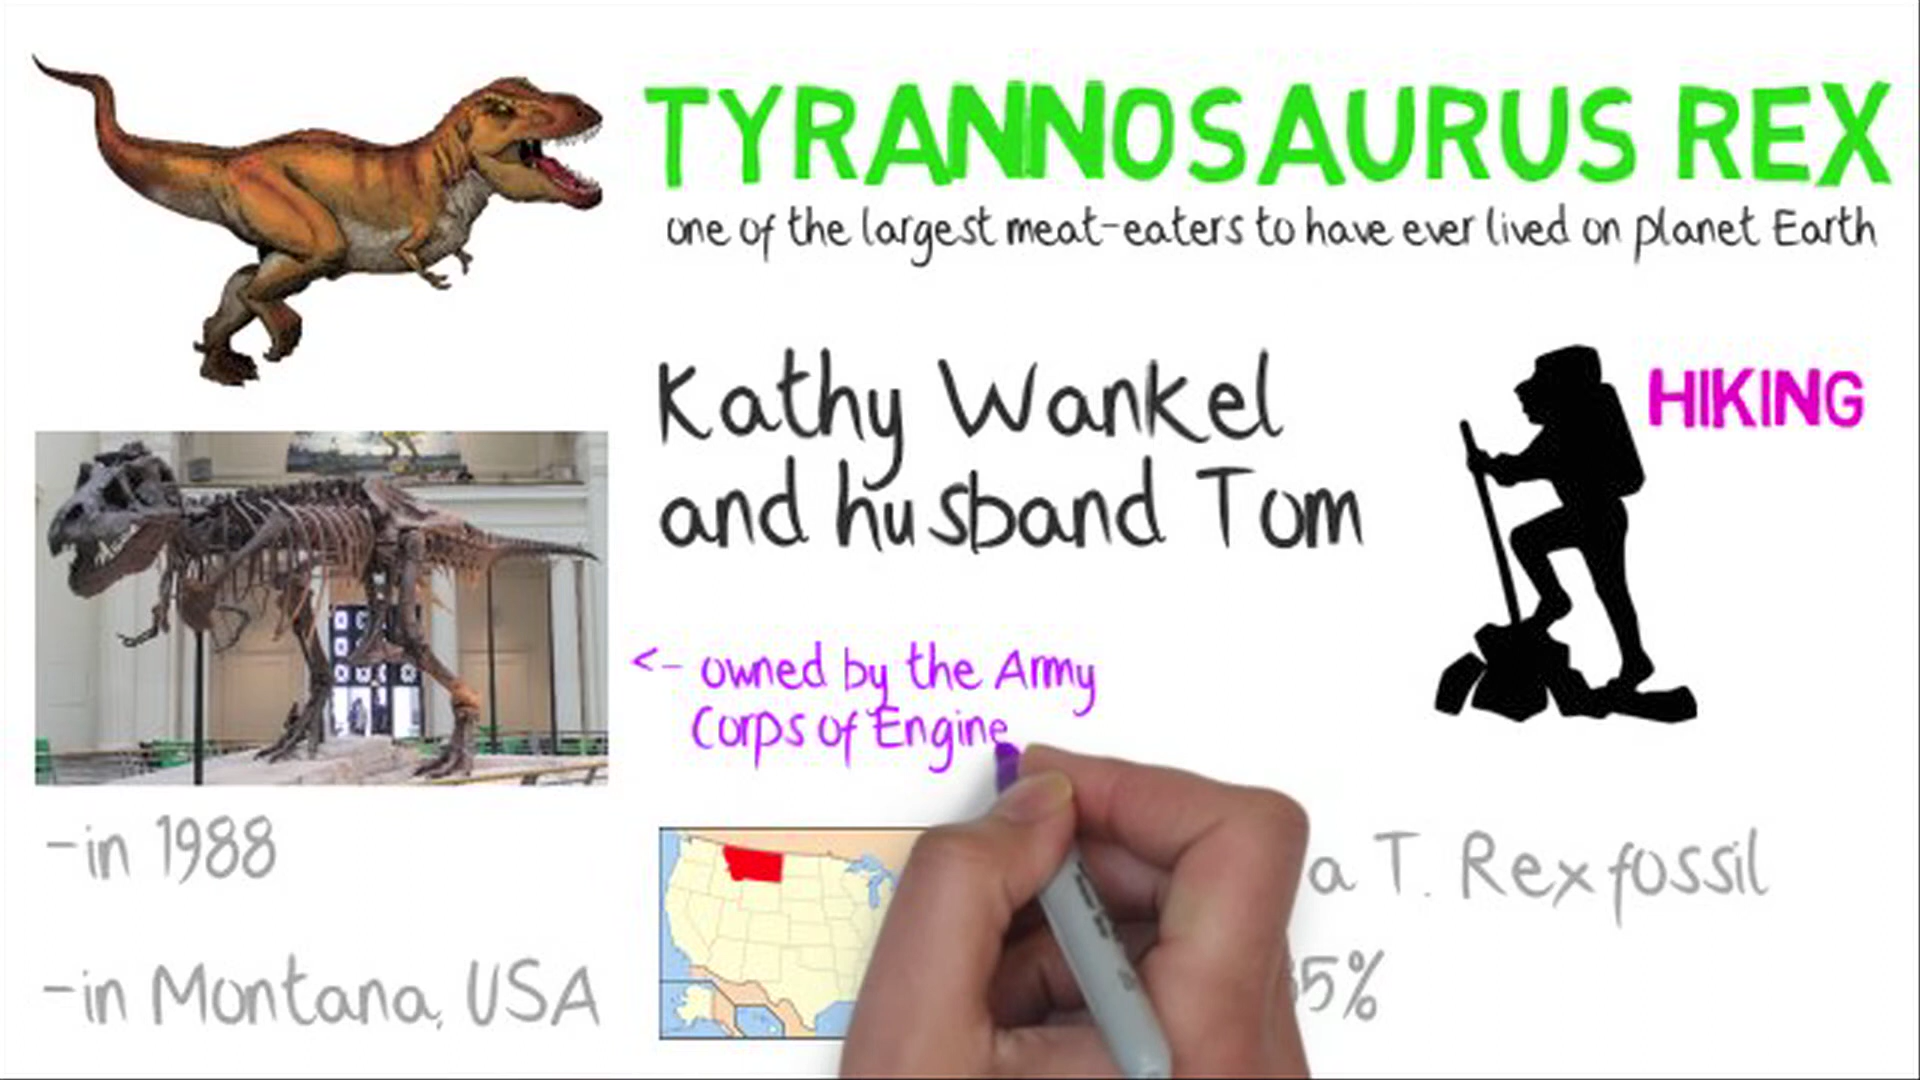 TYRANNOSAURUS REX
one of the largest meat-eaters to have ever lived on planet Earth
Kathy Wankel
and husband Tom
HIKING
<- owned by the Army
Corps of Engine
-in 1988
a T. Rex fossil
-in Montana, USA
5%